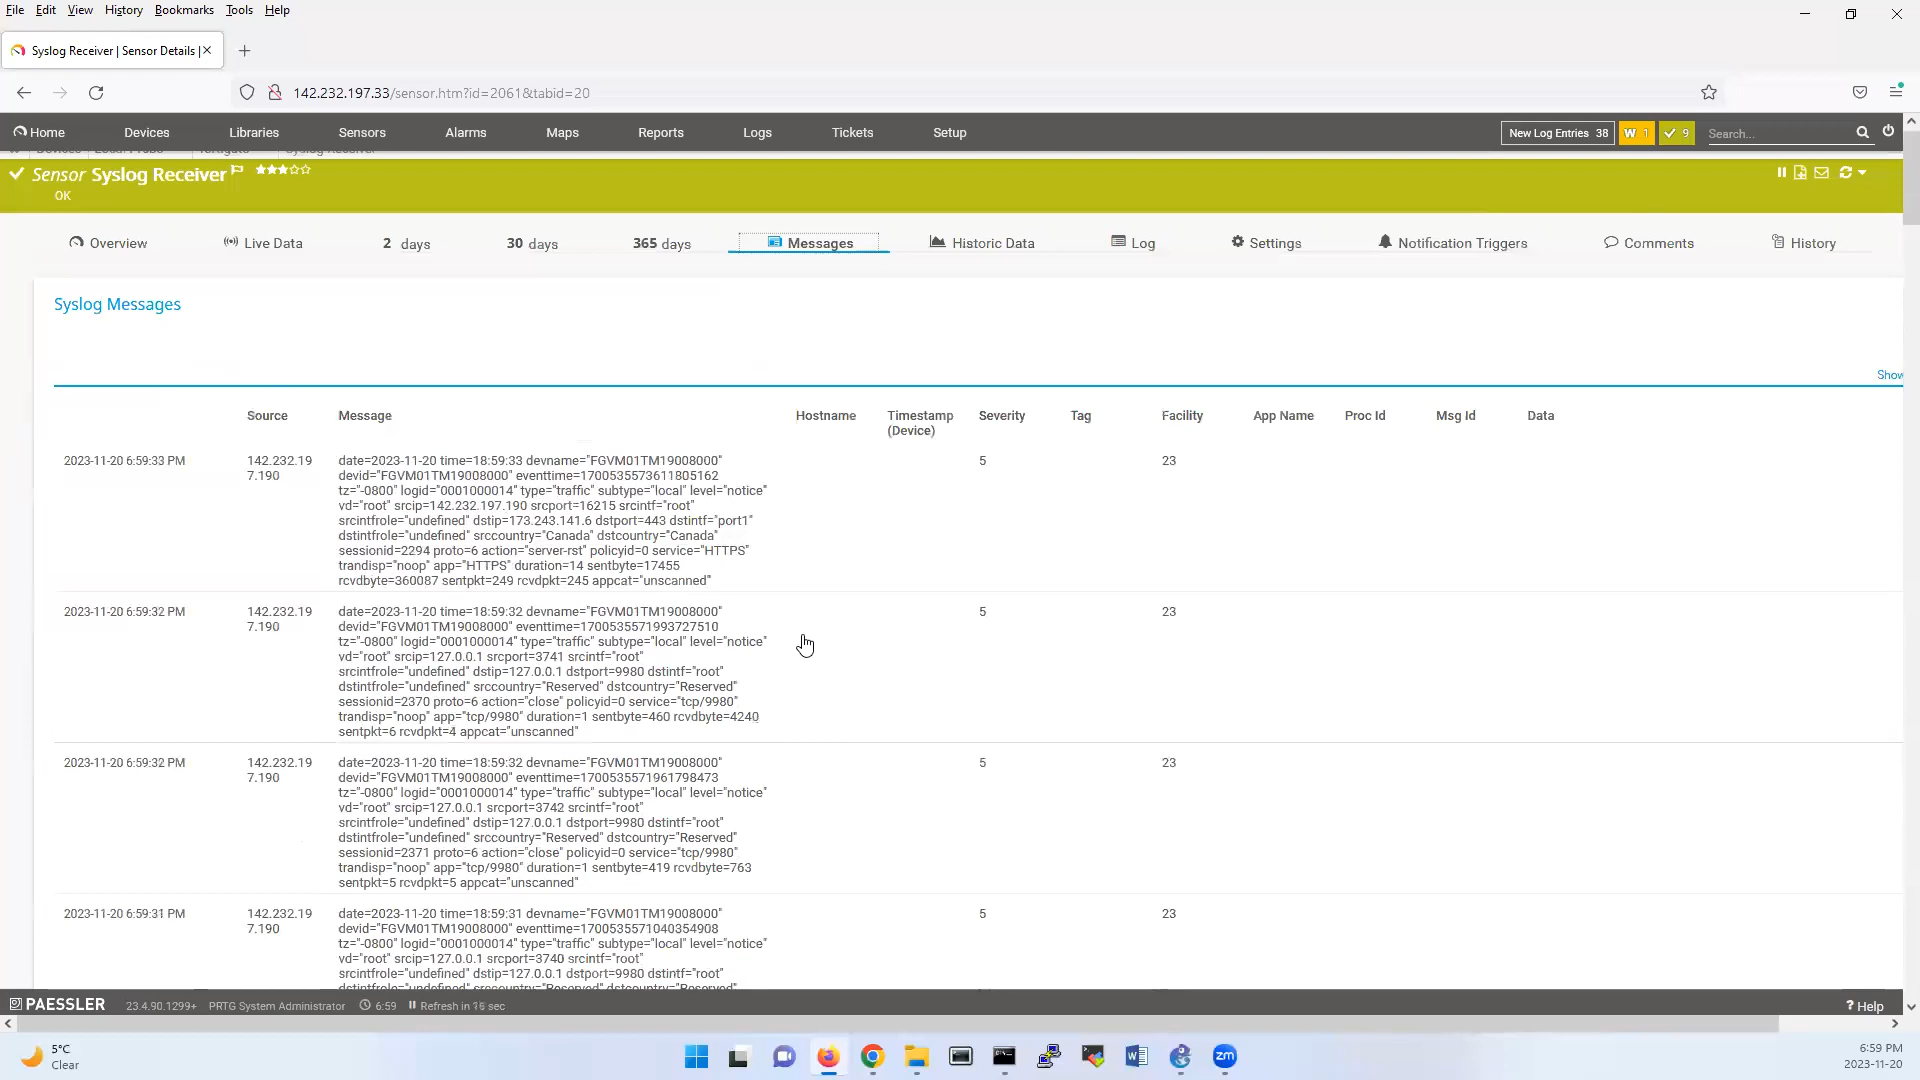 File Edit View History Bookmarks Tools Help
Syslog Receiver | Sensor Details |
142.232.197.33/sensor.htm?id=2061&tabid=20
Home Devices Libraries Sensors Alarms Maps Reports Logs Tickets Setup New Log Entries 38 W 1 9 Search...
Sensor Syslog Receiver
OK
Overview Live Data 2 days 30 days 365 days Messages Historic Data Log Settings Notification Triggers Comments History
Syslog Messages
Show
Source Message Hostname Timestamp (Device) Severity Tag Facility App Name Proc Id Msg Id Data
2023-11-20 6:59:33 PM 142.232.19 date=2023-11-20 time=18:59:33 devname="FGVM01TM19008000" 5 23
7.190 devid="FGVM01TM19008000" eventtime=1700535573611805162
tz="-0800" logid="0001000014" type="traffic" subtype="local" level="notice"
vd="root" srcip=142.232.197.190 srcport=16215 srcintf="root"
srcintfrole="undefined" dstip=173.243.141.6 dstport=443 dstintf="port1"
dstintfrole="undefined" srccountry="Canada" dstcountry="Canada"
sessionid=2294 proto=6 action="server-rst" policyid=0 service="HTTPS"
trandisp="noop" app="HTTPS" duration=14 sentbyte=17455
rcvdbyte=360087 sentpkt=249 rcvdpkt=245 appcat="unscanned"
2023-11-20 6:59:32 PM 142.232.19 date=2023-11-20 time=18:59:32 devname="FGVM01TM19008000" 5 23
7.190 devid="FGVM01TM19008000" eventtime=1700535571993727510
tz="-0800" logid="0001000014" type="traffic" subtype="local" level="notice"
vd="root" srcip=127.0.0.1 srcport=3741 srcintf="root"
srcintfrole="undefined" dstip=127.0.0.1 dstport=9980 dstintf="root"
dstintfrole="undefined" srccountry="Reserved" dstcountry="Reserved"
sessionid=2370 proto=6 action="close" policyid=0 service="tcp/9980"
trandisp="noop" app="tcp/9980" duration=1 sentbyte=460 rcvdbyte=4240
sentpkt=6 rcvdpkt=4 appcat="unscanned"
2023-11-20 6:59:32 PM 142.232.19 date=2023-11-20 time=18:59:32 devname="FGVM01TM19008000" 5 23
7.190 devid="FGVM01TM19008000" eventtime=1700535571961798473
tz="-0800" logid="0001000014" type="traffic" subtype="local" level="notice"
vd="root" srcip=127.0.0.1 srcport=3742 srcintf="root"
srcintfrole="undefined" dstip=127.0.0.1 dstport=9980 dstintf="root"
dstintfrole="undefined" srccountry="Reserved" dstcountry="Reserved"
sessionid=2371 proto=6 action="close" policyid=0 service="tcp/9980"
trandisp="noop" app="tcp/9980" duration=1 sentbyte=419 rcvdbyte=763
sentpkt=5 rcvdpkt=5 appcat="unscanned"
2023-11-20 6:59:31 PM 142.232.19 date=2023-11-20 time=18:59:31 devname="FGVM01TM19008000" 5 23
7.190 devid="FGVM01TM19008000" eventtime=1700535571040354908
tz="-0800" logid="0001000014" type="traffic" subtype="local" level="notice"
vd="root" srcip=127.0.0.1 srcport=3740 srcintf="root"
srcintfrole="undefined" dstip=127.0.0.1 dstport=9980 dstintf="root"
dstintfrole="undefined" srccountry="Reserved" dstcountry="Reserved"
PAESSLER 23.4.90.1299+ PRTG System Administrator 6:59 Refresh in sec ? Help
5°C
Clear
6:59 PM
2023-11-20